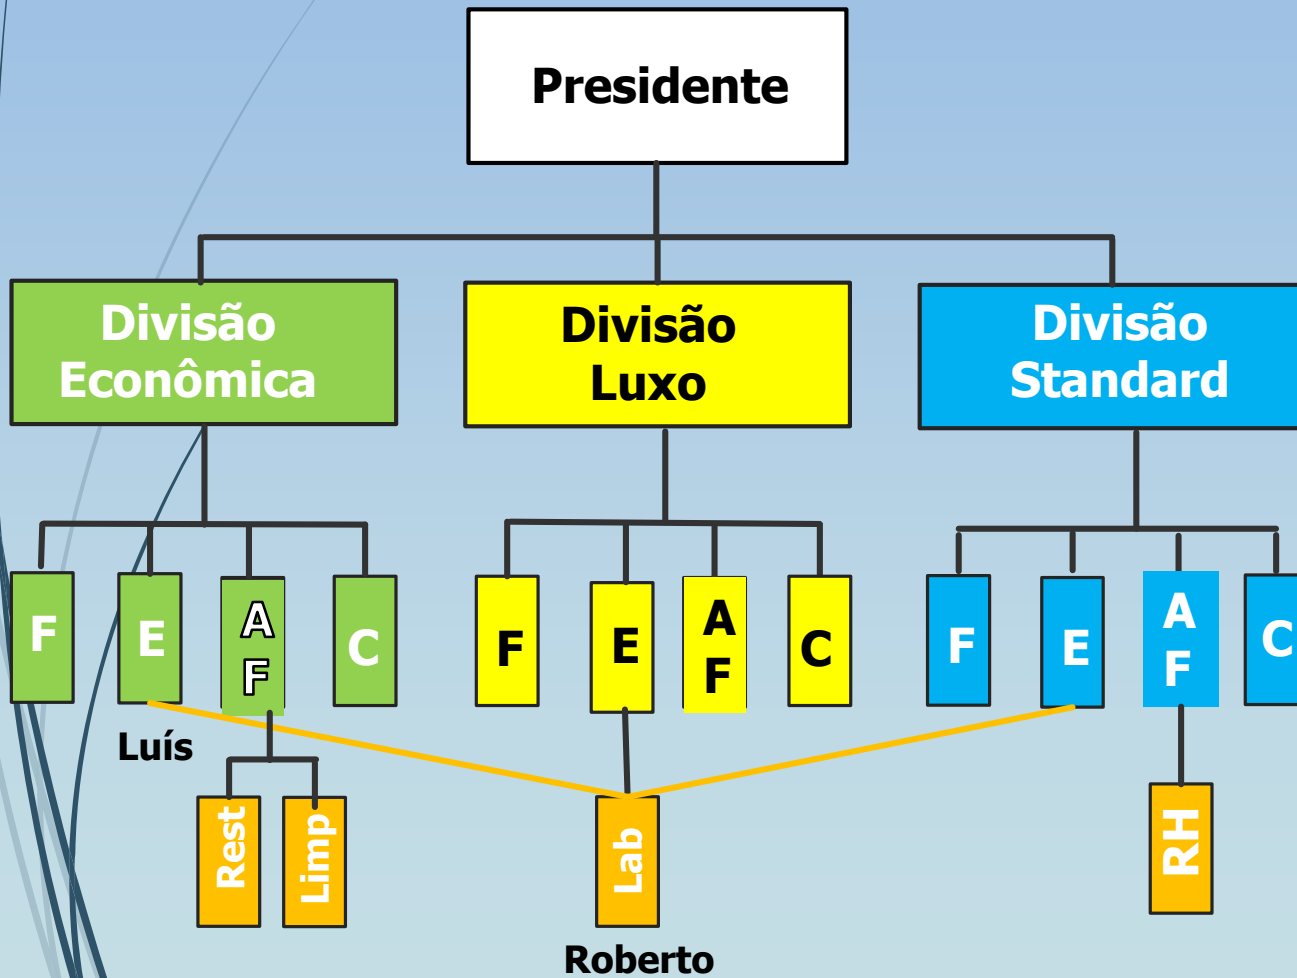 Presidente
Divisão
Econômica
Divisão
Luxo
Divisão
Standard
F
E
A
F
C
F
E
A
F
C
F
E
A
F
C
Luís
Rest
Limp
Lab
RH
Roberto